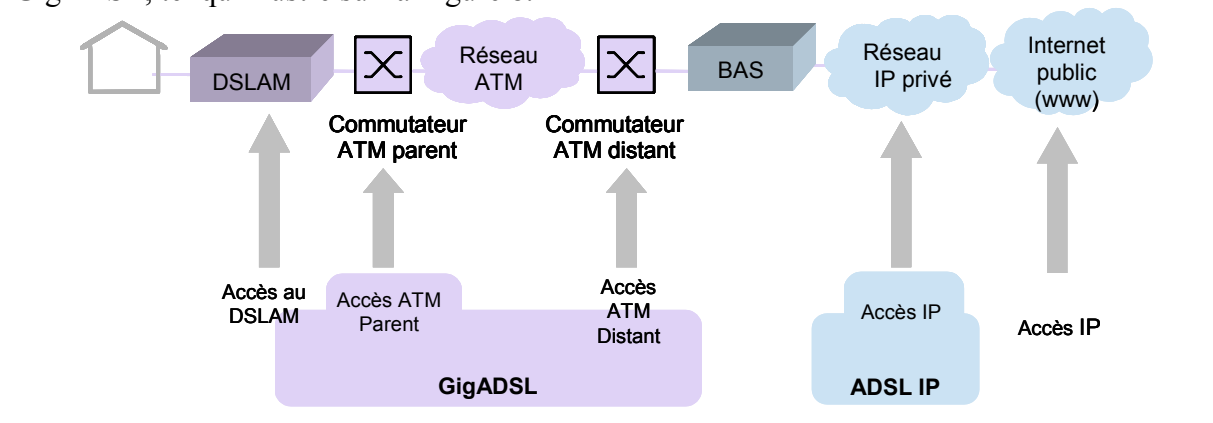 DSLAM
Réseau
ATM
BAS
Réseau
IP privé
Internet
public
(www)
Commutateur
ATM parent
Commutateur
ATM distant
Accès au
DSLAM
Accès ATM
Parent
Accès
ATM
Distant
GigADSL
Accès IP
ADSL IP
Accès IP